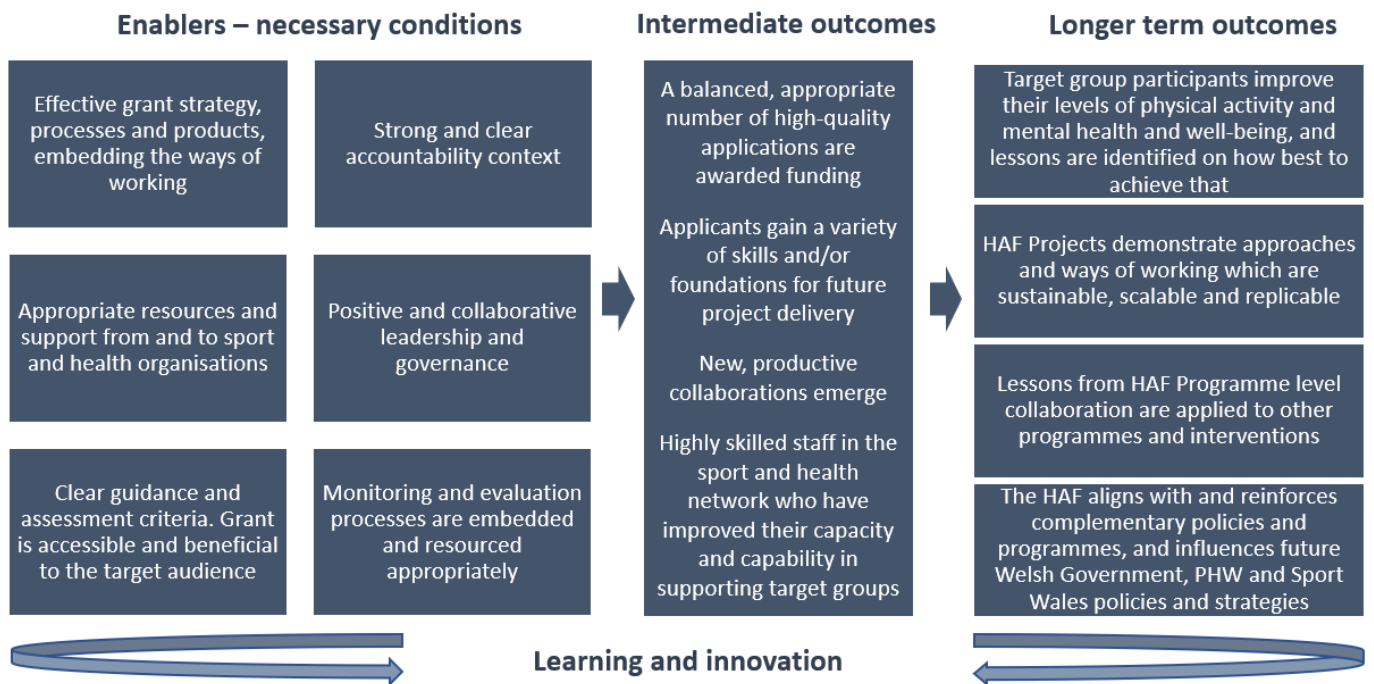 Enablers – necessary conditions
Intermediate outcomes
Longer term outcomes
Effective grant strategy,
processes and products,
embedding the ways of
working
Strong and clear
accountability context
Appropriate resources and
support from and to sport
and health organisations
Positive and collaborative
leadership and
governance
Clear guidance and
assessment criteria. Grant
is accessible and beneficial
to the target audience
Monitoring and evaluation
processes are embedded
and resourced
appropriately
A balanced, appropriate
number of high-quality
applications are
awarded funding
Applicants gain a variety
of skills and/or
foundations for future
project delivery
New, productive
collaborations emerge
Highly skilled staff in the
sport and health
network who have
improved their capacity
and capability in
supporting target groups
Target group participants improve
their levels of physical activity and
mental health and well-being, and
lessons are identified on how best to
achieve that
HAF Projects demonstrate approaches
and ways of working which are
sustainable, scalable and replicable
Lessons from HAF Programme level
collaboration are applied to other
programmes and interventions
The HAF aligns with and reinforces
complementary policies and
programmes, and influences future
Welsh Government, PHW and Sport
Wales policies and strategies
Learning and innovation